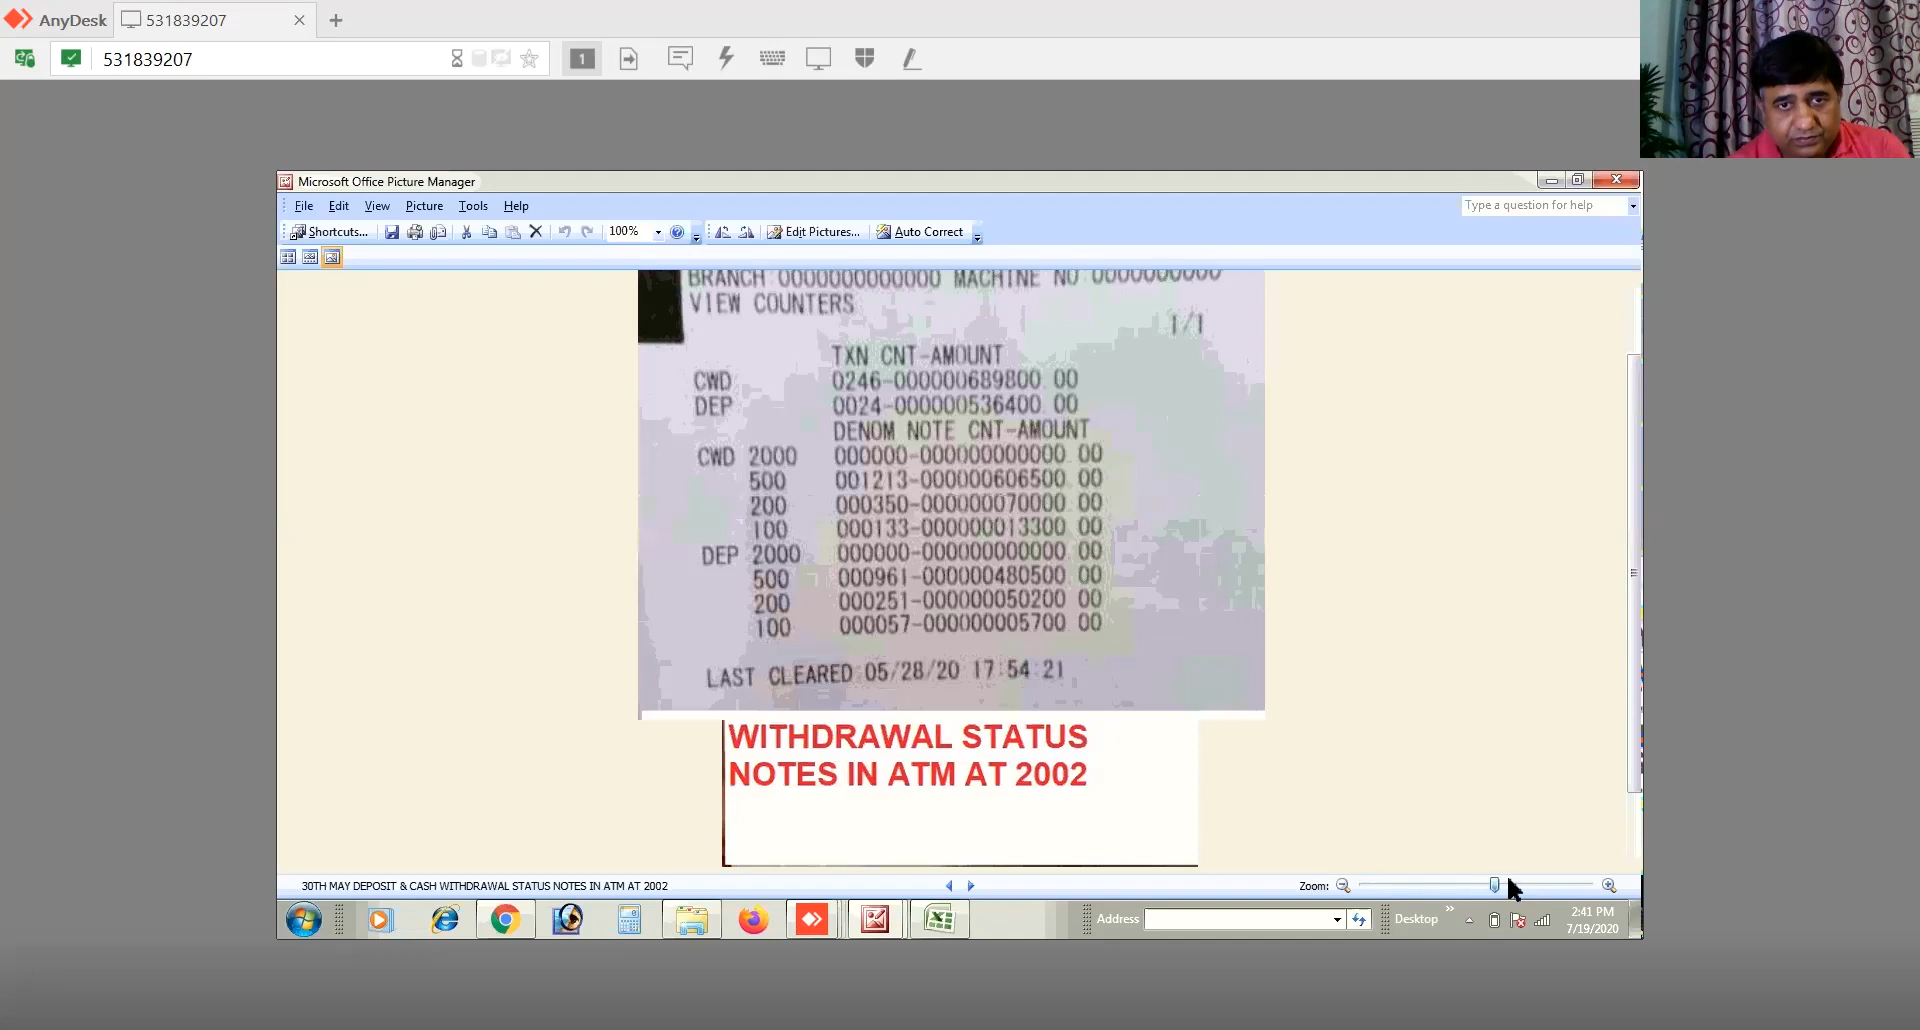 AnyDesk
531839207
531839207
1
Microsoft Office Picture Manager
File Edit View Picture Tools Help
Type a question for help
Shortcuts...
100%
Edit Pictures...
Auto Correct
BRANCH 0000000000000 MACHINE NO 0000000000
VIEW COUNTERS
1/1
TXN CNT-AMOUNT
CWD 0246-000000689800.00
DEP 0024-000000536400.00
DENOM NOTE CNT-AMOUNT
CWD 2000 000000-000000000000.00
500 001213-000000606500.00
200 000350-000000070000.00
100 000133-000000013300.00
DEP 2000 000000-000000000000.00
500 000961-000000480500.00
200 000251-000000050200.00
100 000057-000000005700.00
LAST CLEARED 05/28/20 17:54:21
WITHDRAWAL STATUS
NOTES IN ATM AT 2002
30TH MAY DEPOSIT & CASH WITHDRAWAL STATUS NOTES IN ATM AT 2002
Zoom:
Address
Desktop
2:41 PM
7/19/2020